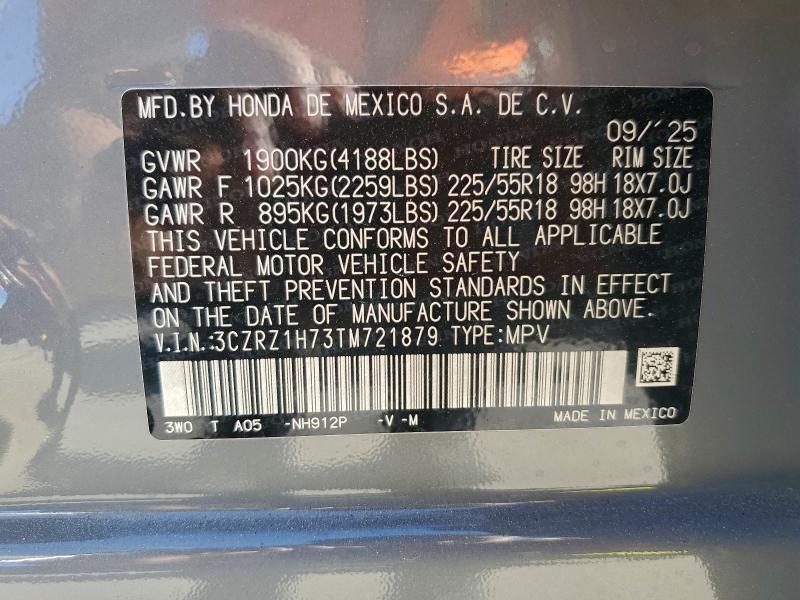 MFD.BY HONDA DE MEXICO S.A. DE C.V.
09/'25
GVWR 1900KG(4188LBS) TIRE SIZE RIM SIZE
GAWR F 1025KG(2259LBS) 225/55R18 98H 18X7.0J
GAWR R 895KG(1973LBS) 225/55R18 98H 18X7.0J
THIS VEHICLE CONFORMS TO ALL APPLICABLE
FEDERAL MOTOR VEHICLE SAFETY
AND THEFT PREVENTION STANDARDS IN EFFECT
ON THE DATE OF MANUFACTURE SHOWN ABOVE.
V.I.N.:3CZRZ1H73TM721879 TYPE:MPV
3W0 T A05 -NH912P -V -M MADE IN MEXICO